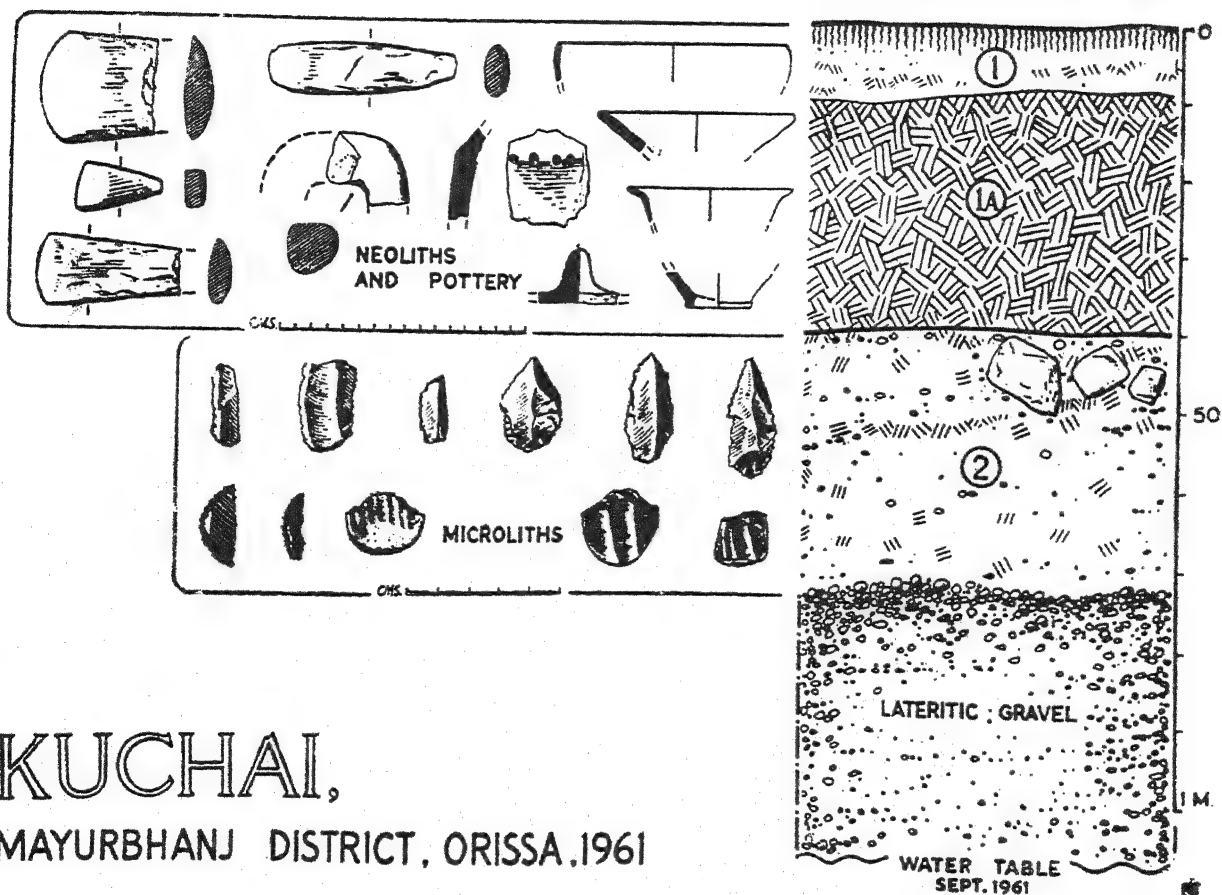 NEOLITHS
AND POTTERY
CMS.
MICROLITHS
CMS.
KUCHAI,
MAYURBHANJ DISTRICT, ORISSA.1961
0
1
1A
50
2
LATERITIC GRAVEL
1 M.
WATER TABLE
SEPT. 1961